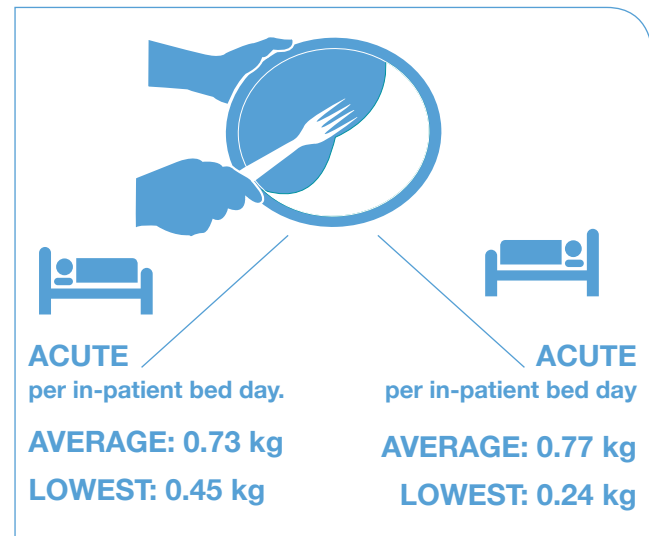 ACUTE
per in-patient bed day.
AVERAGE: 0.73 kg
LOWEST: 0.45 kg
ACUTE
per in-patient bed day
AVERAGE: 0.77 kg
LOWEST: 0.24 kg